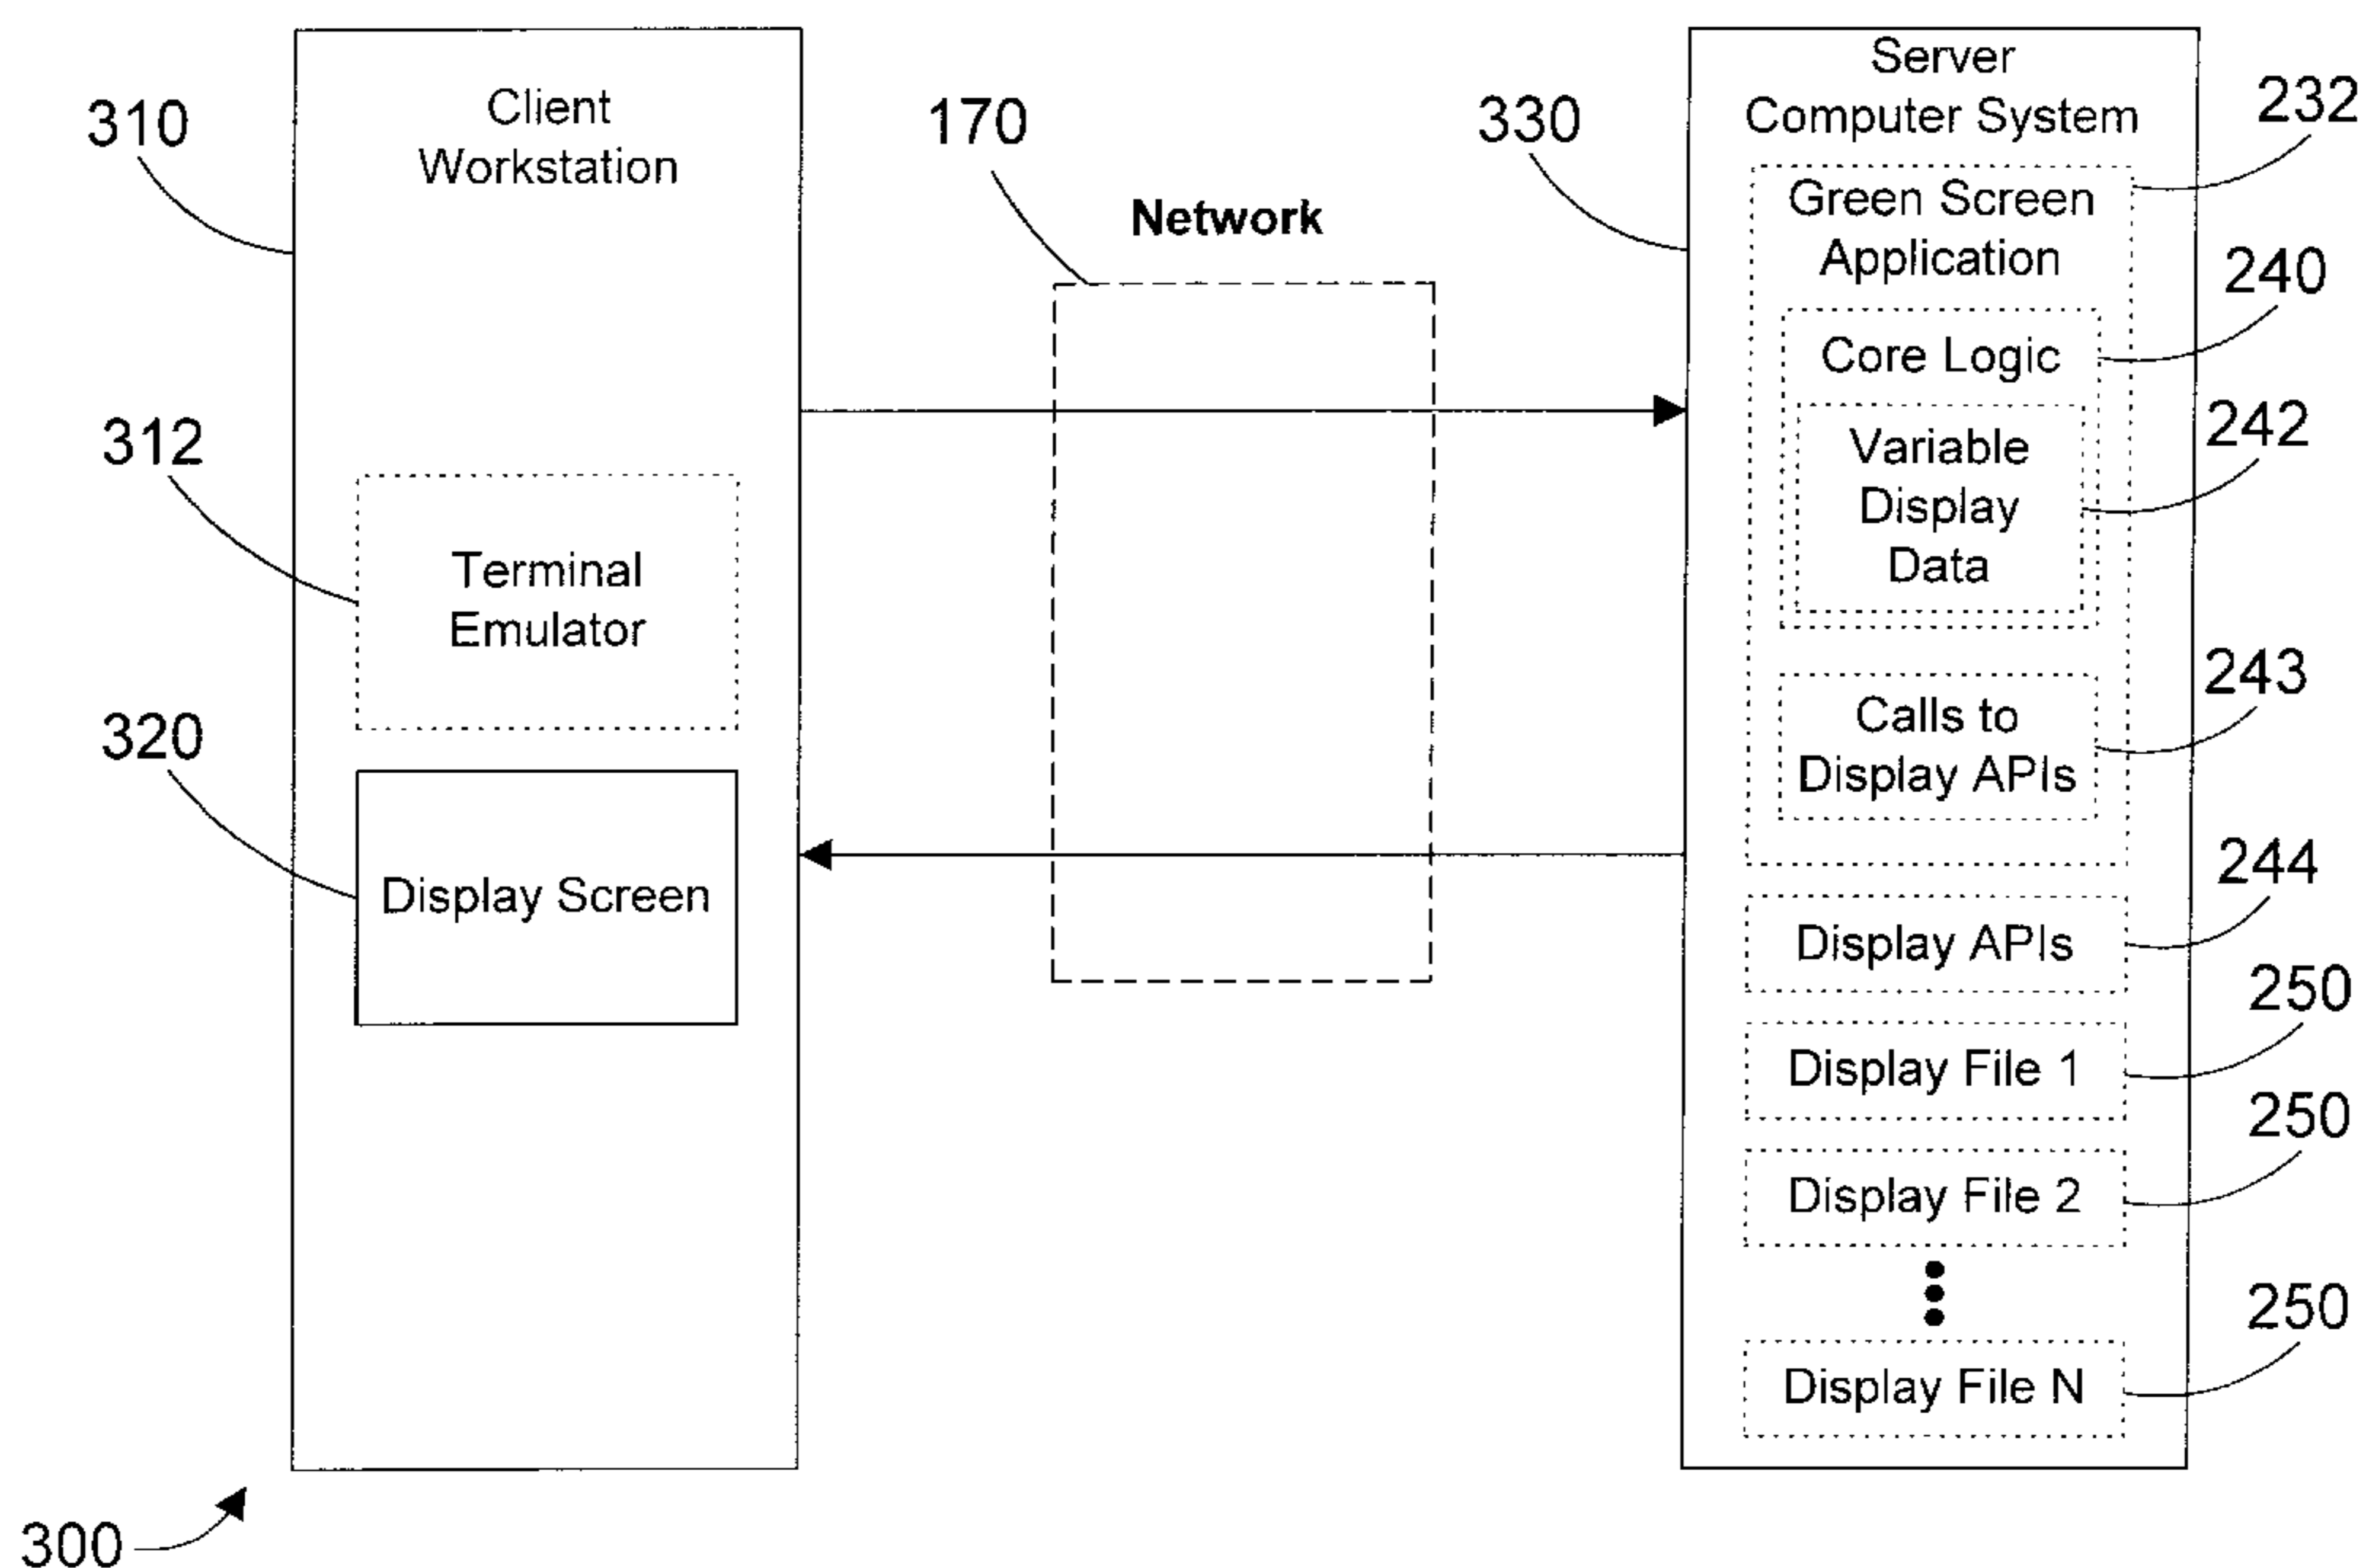 310
Client
Workstation
312
Terminal
Emulator
320
Display Screen
170
Network
330
Server
Computer System
232
Green Screen
Application
240
Core Logic
242
Variable
Display
Data
243
Calls to
Display APIs
244
Display APIs
250
Display File 1
250
Display File 2
250
Display File N
300